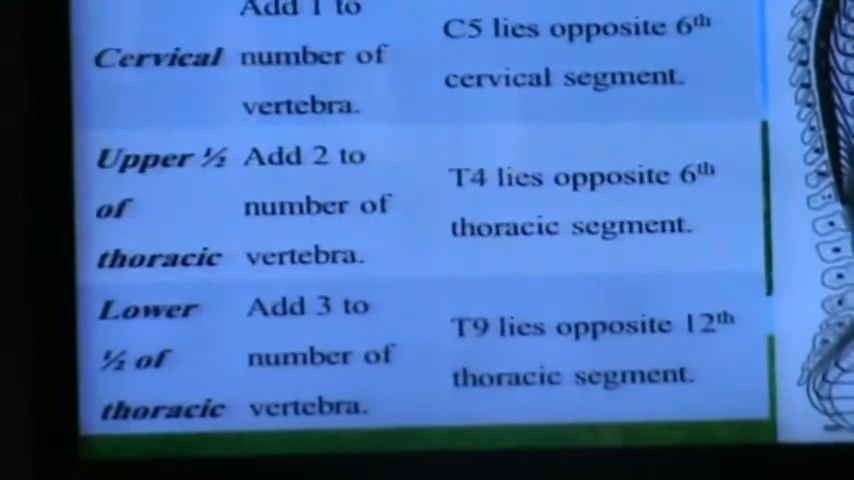 Add 1 to
Cervical number of
vertebra.
C5 lies opposite 6th
cervical segment.
Upper ½ Add 2 to
of number of
thoracic vertebra.
T4 lies opposite 6th
thoracic segment.
Lower Add 3 to
½ of number of
thoracic vertebra.
T9 lies opposite 12th
thoracic segment.